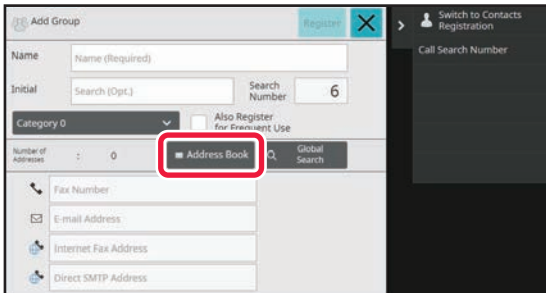 Add Group
Register
Switch to Contacts
Registration
Name
Name (Required)
Call Search Number
Initial
Search (Opt.)
Search
Number
6
Category 0
Also Register
for Frequent Use
Number of
Addresses
:
0
Address Book
Global
Search
Fax Number
E-mail Address
Internet Fax Address
Direct SMTP Address